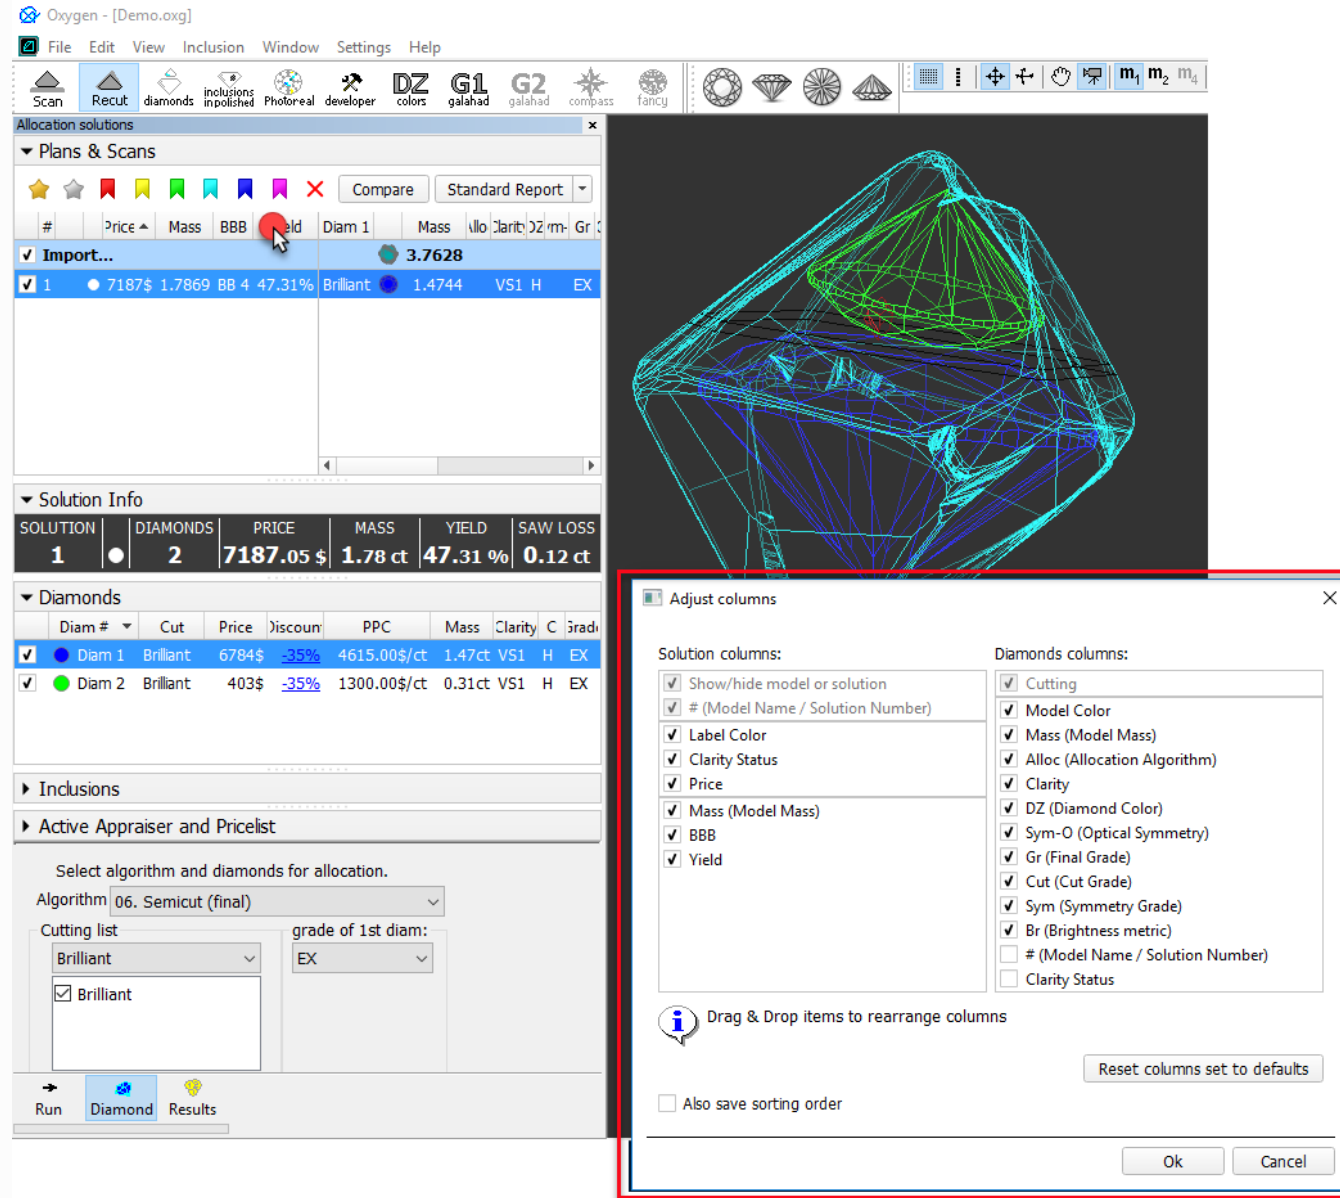 Oxygen - [Demo.oxg]
File Edit View Inclusion Window Settings Help
Scan Recut diamonds inclusions inpolished Photoreal developer DZ colors G1 galahad G2 galahad compass fancy m1 m2 m4
Allocation solutions
Plans & Scans
Compare Standard Report
# Price Mass BBB Diam 1 Mass DZ Gr
Import... 3.7628
1 7187$ 1.7869 BB 4 47.31% Brilliant 1.4744 VS1 H EX
Solution Info
SOLUTION DIAMONDS PRICE MASS YIELD SAW LOSS
1 2 7187.05 $ 1.78 ct 47.31 % 0.12 ct
Diamonds
Diam # Cut Price Discoun PPC Mass Clarity C Grad
Diam 1 Brilliant 6784$ -35% 4615.00$/ct 1.47ct VS1 H EX
Diam 2 Brilliant 403$ -35% 1300.00$/ct 0.31ct VS1 H EX
Inclusions
Active Appraiser and Pricelist
Select algorithm and diamonds for allocation.
Algorithm 06. Semicut (final)
Cutting list grade of 1st diam:
Brilliant EX
Brilliant
Run Diamond Results
Adjust columns
Solution columns:
Show/hide model or solution
# (Model Name / Solution Number)
Label Color
Clarity Status
Price
Mass (Model Mass)
BBB
Yield
Diamonds columns:
Cutting
Model Color
Mass (Model Mass)
Alloc (Allocation Algorithm)
Clarity
DZ (Diamond Color)
Sym-O (Optical Symmetry)
Gr (Final Grade)
Cut (Cut Grade)
Sym (Symmetry Grade)
Br (Brightness metric)
# (Model Name / Solution Number)
Clarity Status
Drag & Drop items to rearrange columns
Reset columns set to defaults
Also save sorting order
Ok Cancel